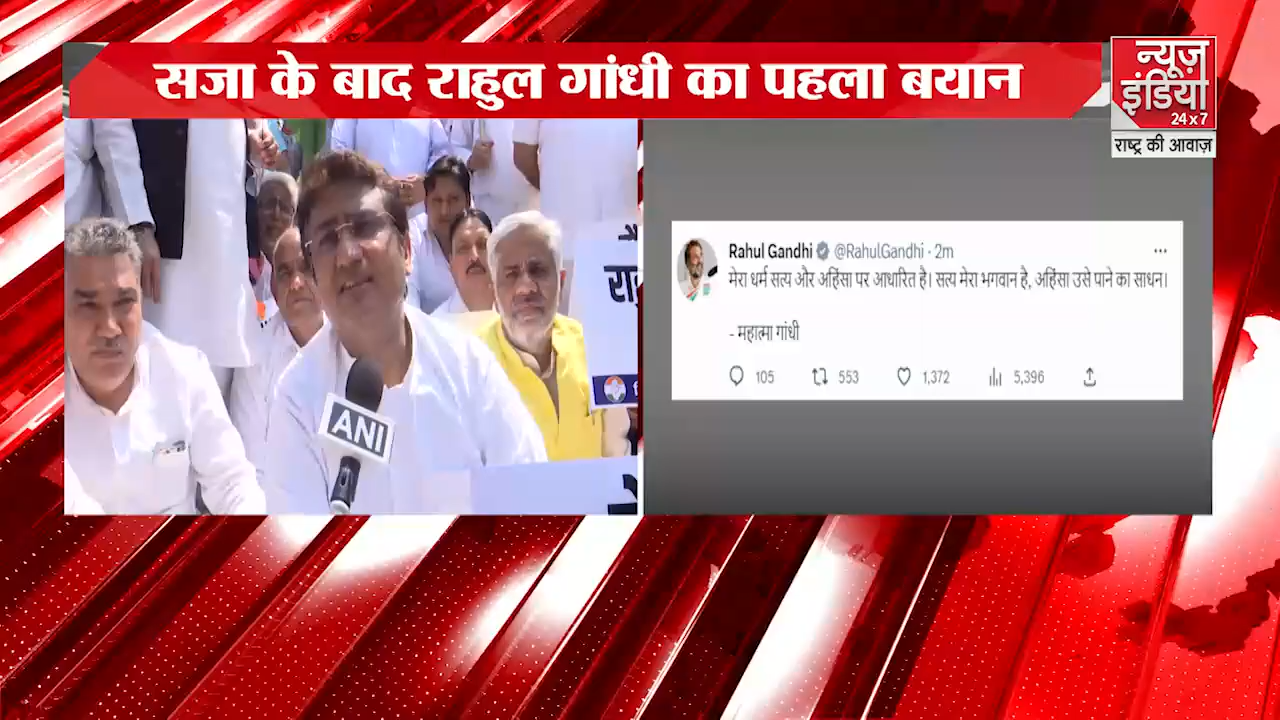 सजा के बाद राहुल गांधी का पहला बयान
न्यूज़
इंडिया
24x7
राष्ट्र की आवाज़
ANI
Rahul Gandhi @RahulGandhi · 2m
मेरा धर्म सत्य और अहिंसा पर आधारित है। सत्य मेरा भगवान है, अहिंसा उसे पाने का साधन।
- महात्मा गांधी
105 553 1,372 5,396